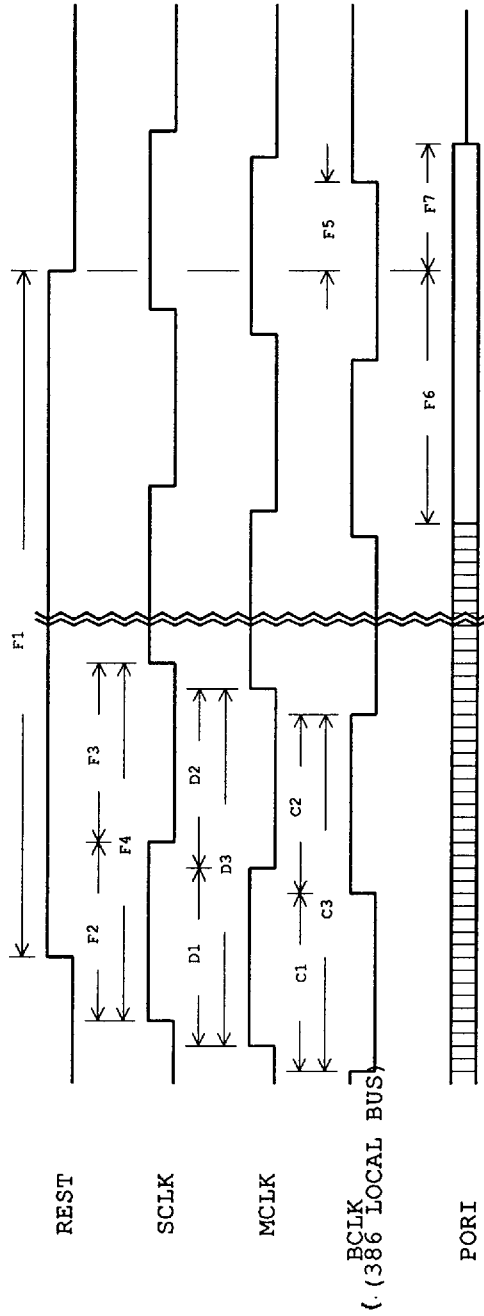 REST
F1
SCLK
F2
F3
F4
MCLK
D1
D2
D3
BCLK
(.(386 LOCAL BUS)
C1
C2
C3
F5
PORI
F6
F7